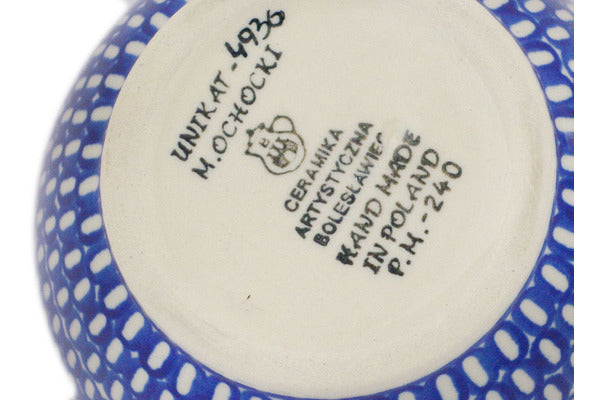 UNIKAT-4936
M. OCHOCKI
CERAMIKA
ARTYSTYCZNA
BOLESŁAWIEC
HAND MADE
IN POLAND
P.M.-240